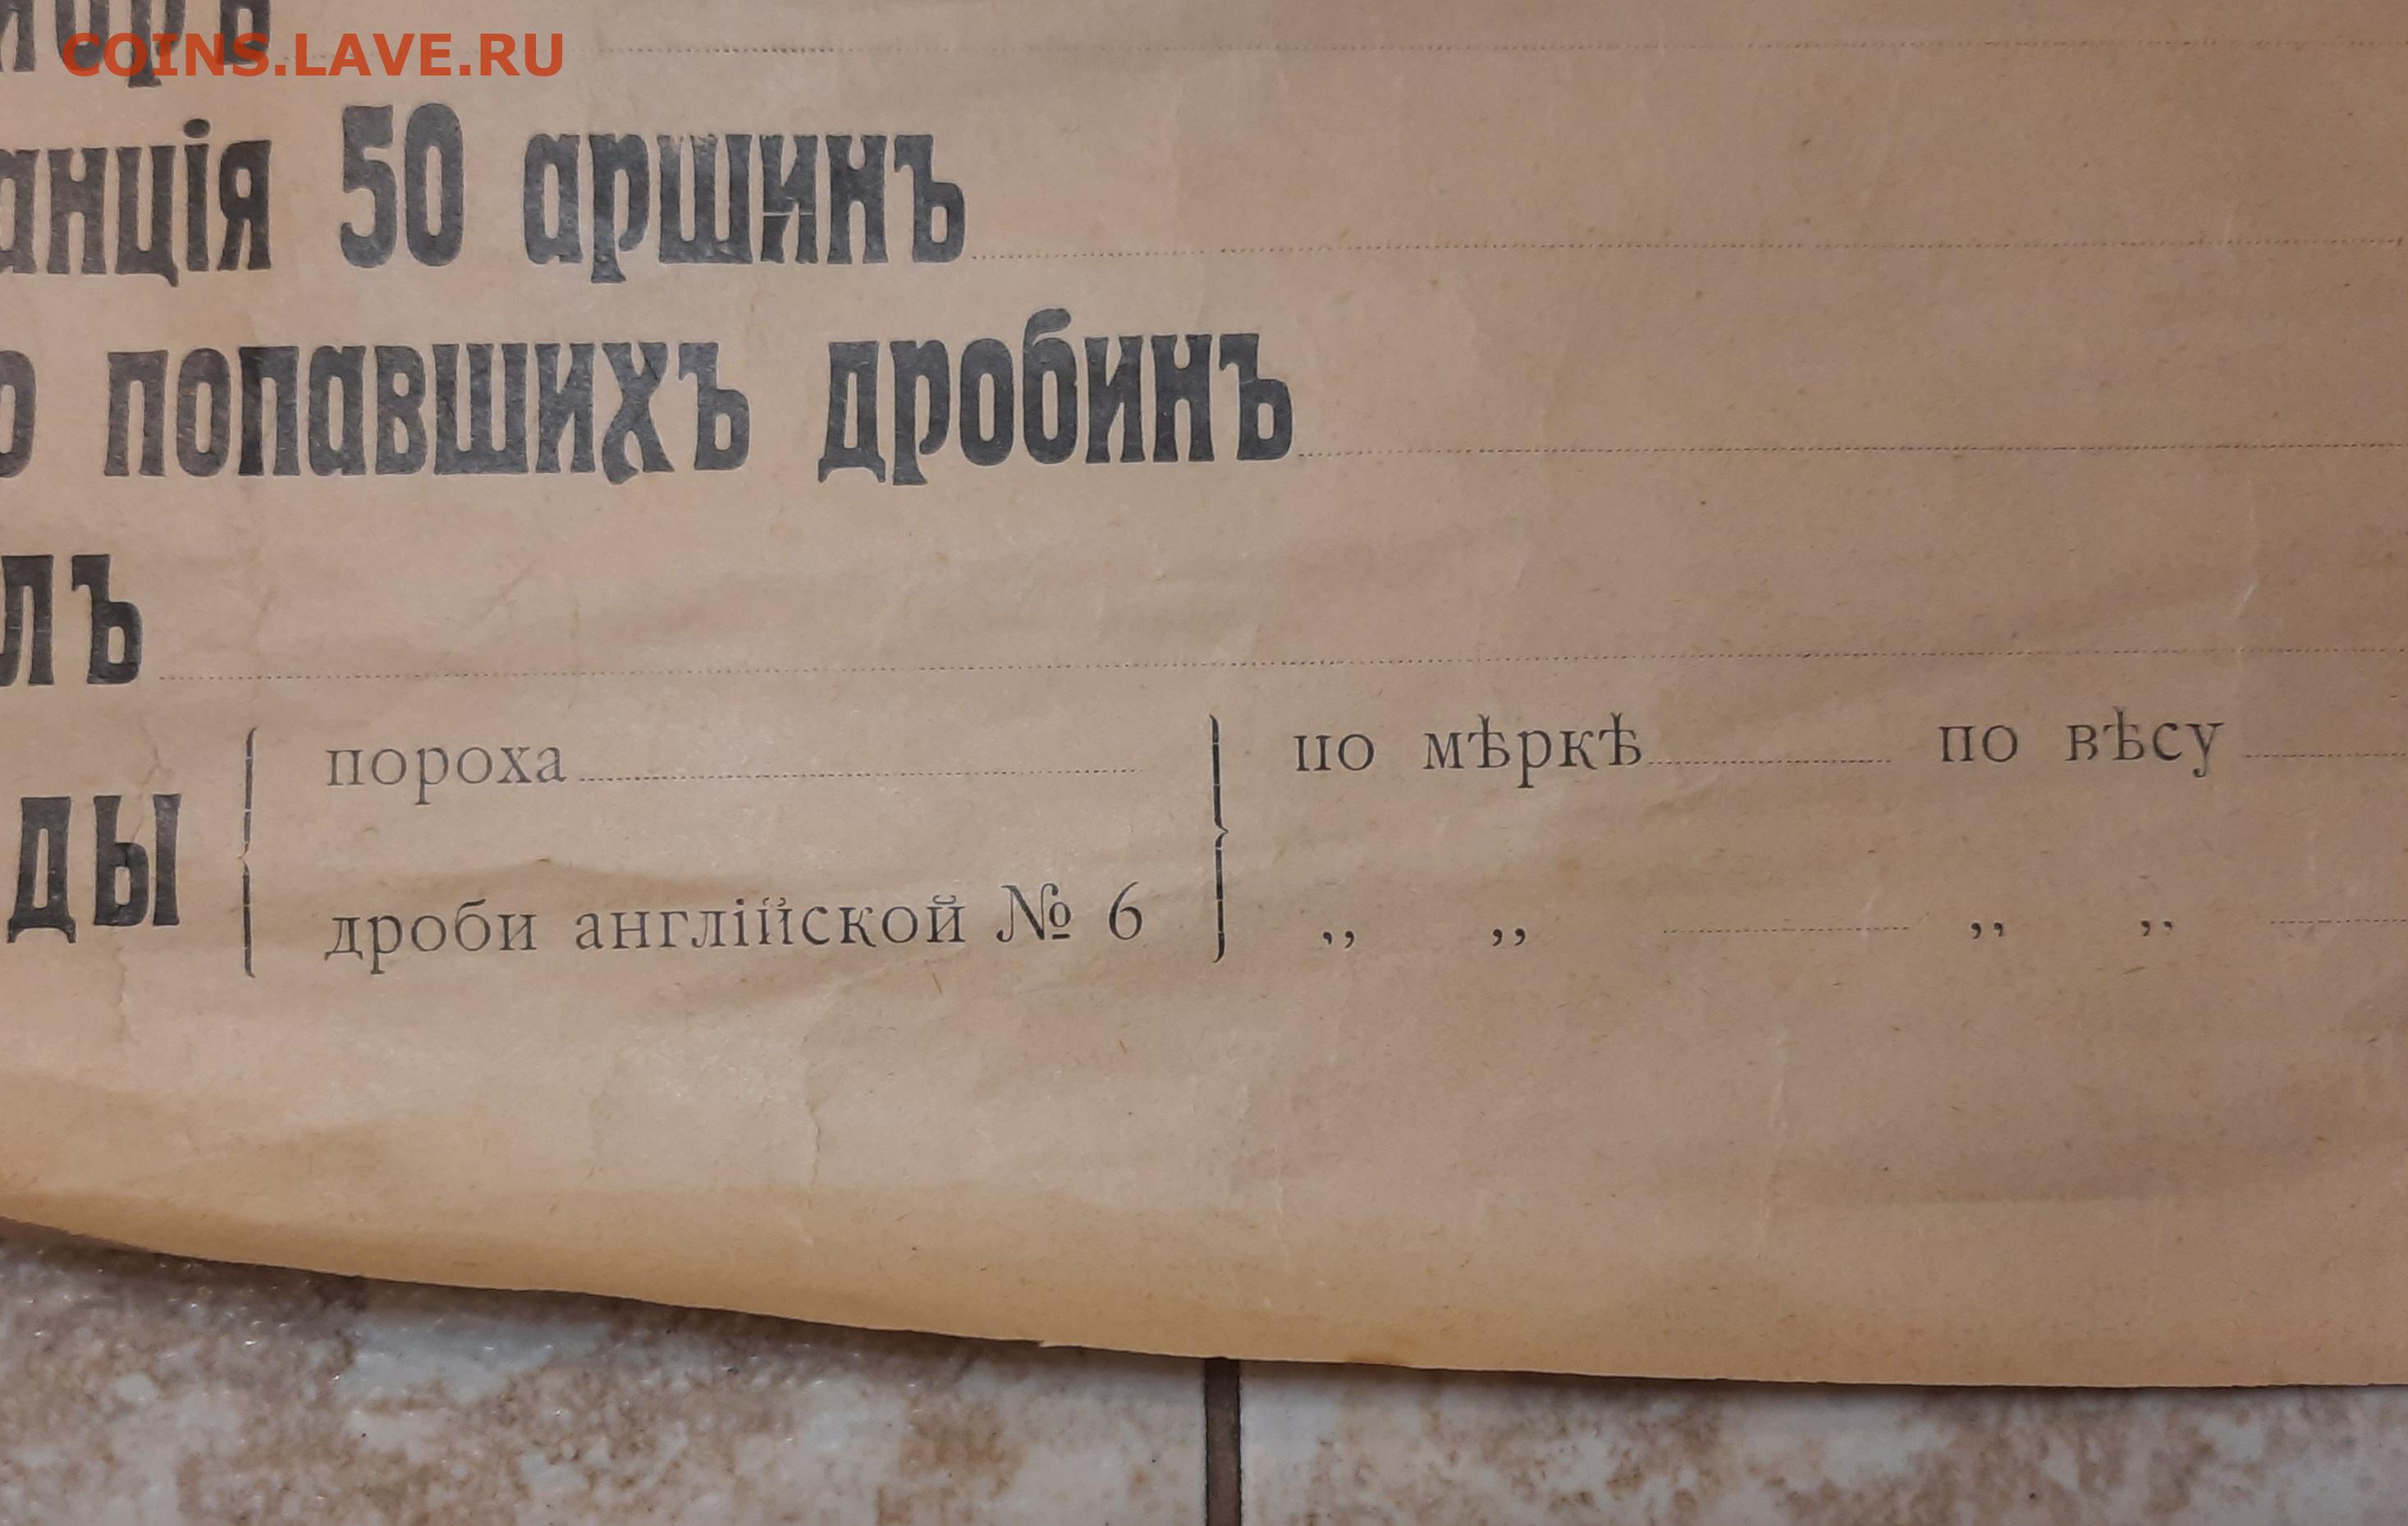 COINS.LAVE.RU
анція 50 аршинъ
о попавшихъ дробинъ
лъ
пороха по мѣркѣ по вѣсу
ды
дроби англійской № 6 „ „ „ „